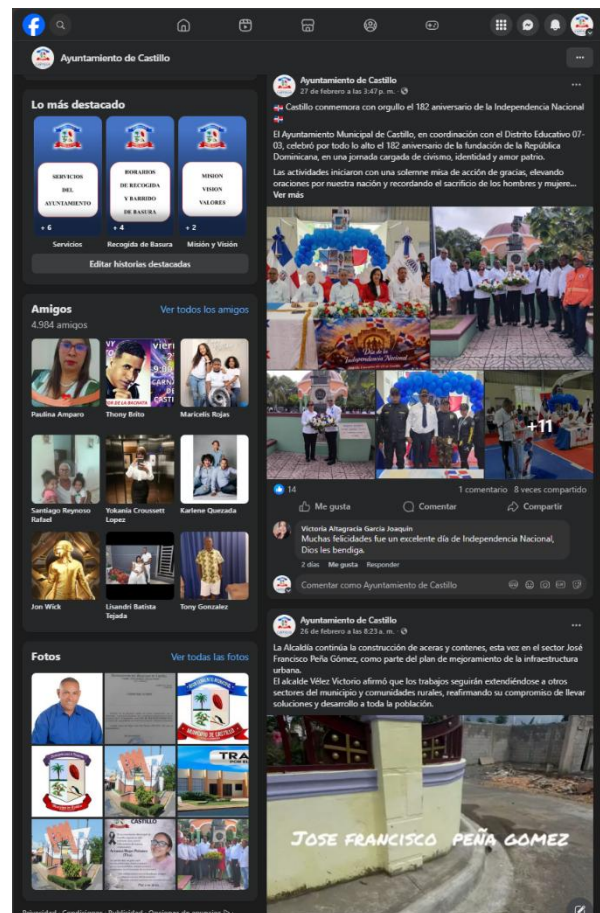 Ayuntamiento de Castillo
Lo más destacado
SERVICIOS
DEL
AYUNTAMIENTO
+ 6
Servicios
HORARIOS
DE RECOGIDA
Y BARRIDO
DE BASURA
+ 4
Recogida de Basura
MISION
VISION
VALORES
+ 2
Misión y Visión
Editar historias destacadas
Amigos
Ver todos los amigos
4.984 amigos
Paulina Amparo
Thony Brito
Maricelis Rojas
Santiago Reynoso
Rafael
Yokania Croussett
Lopez
Karlene Quezada
Jon Wick
Lisandri Batista
Tejada
Tony Gonzalez
Fotos
Ver todas las fotos
TRA
CASTILLO
Ayuntamiento de Castillo
27 de febrero a las 3:47 p. m.
Castillo conmemora con orgullo el 182 aniversario de la Independencia Nacional
El Ayuntamiento Municipal de Castillo, en coordinación con el Distrito Educativo 07-
03, celebró por todo lo alto el 182 aniversario de la fundación de la República
Dominicana, en una jornada cargada de civismo, identidad y amor patrio.
Las actividades iniciaron con una solemne misa de acción de gracias, elevando
oraciones por nuestra nación y recordando el sacrificio de los hombres y mujere...
Ver más
Día de la
Independencia Nacional
+11
14
1 comentario
8 veces compartido
Me gusta
Comentar
Compartir
Victoria Altagracia Garcia Joaquin
Muchas felicidades fue un excelente día de Independencia Nacional,
Dios les bendiga.
2 días Me gusta Responder
Comentar como Ayuntamiento de Castillo
Ayuntamiento de Castillo
26 de febrero a las 8:23 a. m.
La Alcaldía continúa la construcción de aceras y contenes, esta vez en el sector José
Francisco Peña Gómez, como parte del plan de mejoramiento de la infraestructura
urbana.
El alcalde Vélez Victorio afirmó que los trabajos seguirán extendiéndose a otros
sectores del municipio y comunidades rurales, reafirmando su compromiso de llevar
soluciones y desarrollo a toda la población.
JOSE FRANCISCO PEÑA GOMEZ